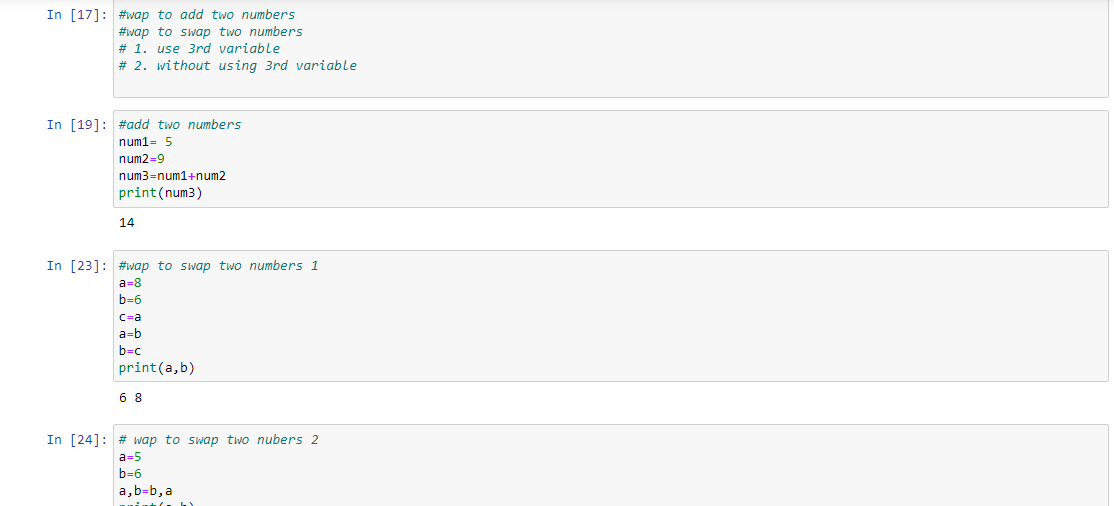 In [17]: #wap to add two numbers
#wap to swap two numbers
# 1. use 3rd variable
# 2. without using 3rd variable
In [19]: #add two numbers
num1= 5
num2=9
num3=num1+num2
print(num3)
14
In [23]: #wap to swap two numbers 1
a=8
b=6
c=a
a=b
b=c
print(a,b)
6 8
In [24]: # wap to swap two nubers 2
a=5
b=6
a,b=b,a